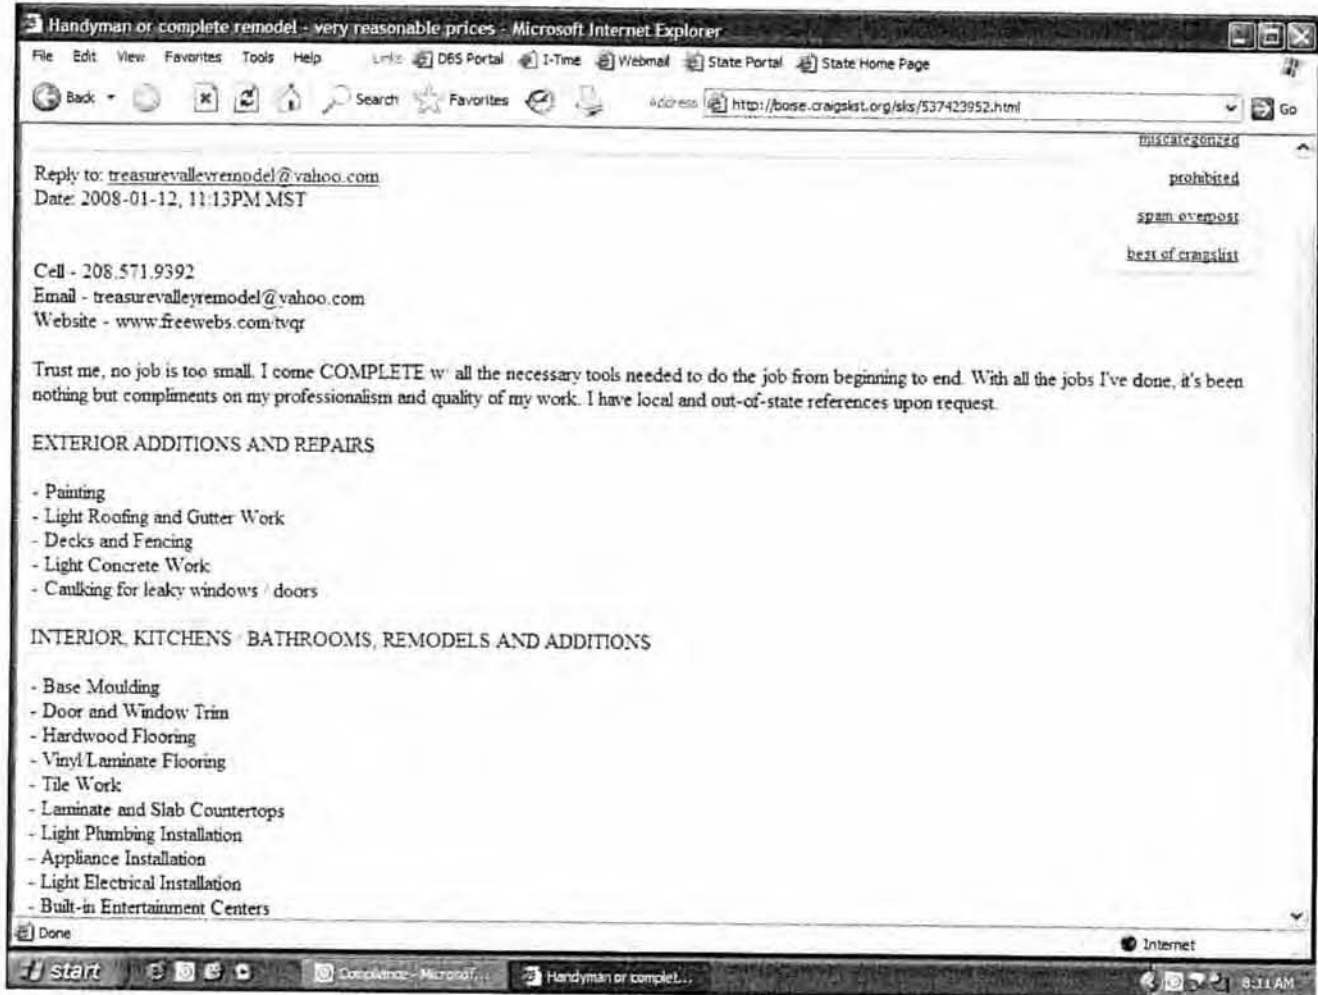 Handyman or complete remodel - very reasonable prices - Microsoft Internet Explorer
File Edit View Favorites Tools Help Links DBS Portal I-Time Webmail State Portal State Home Page
Back Search Favorites Address http://boise.craigslist.org/sks/537423952.html Go
miscategorized
Reply to: treasurevalleyremodel@yahoo.com
prohibited
Date: 2008-01-12, 11:13PM MST
spam overpost
best of craigslist
Cell - 208.571.9392
Email - treasurevalleyremodel@yahoo.com
Website - www.freewebs.com/tvqr
Trust me, no job is too small. I come COMPLETE w/ all the necessary tools needed to do the job from beginning to end. With all the jobs I've done, it's been
nothing but compliments on my professionalism and quality of my work. I have local and out-of-state references upon request.
EXTERIOR ADDITIONS AND REPAIRS
- Painting
- Light Roofing and Gutter Work
- Decks and Fencing
- Light Concrete Work
- Caulking for leaky windows / doors
INTERIOR, KITCHENS / BATHROOMS, REMODELS AND ADDITIONS
- Base Moulding
- Door and Window Trim
- Hardwood Flooring
- Vinyl/Laminate Flooring
- Tile Work
- Laminate and Slab Countertops
- Light Plumbing Installation
- Appliance Installation
- Light Electrical Installation
- Built-in Entertainment Centers
Done Internet
start Compliance - Microsof... Handyman or complet... 8:11 AM